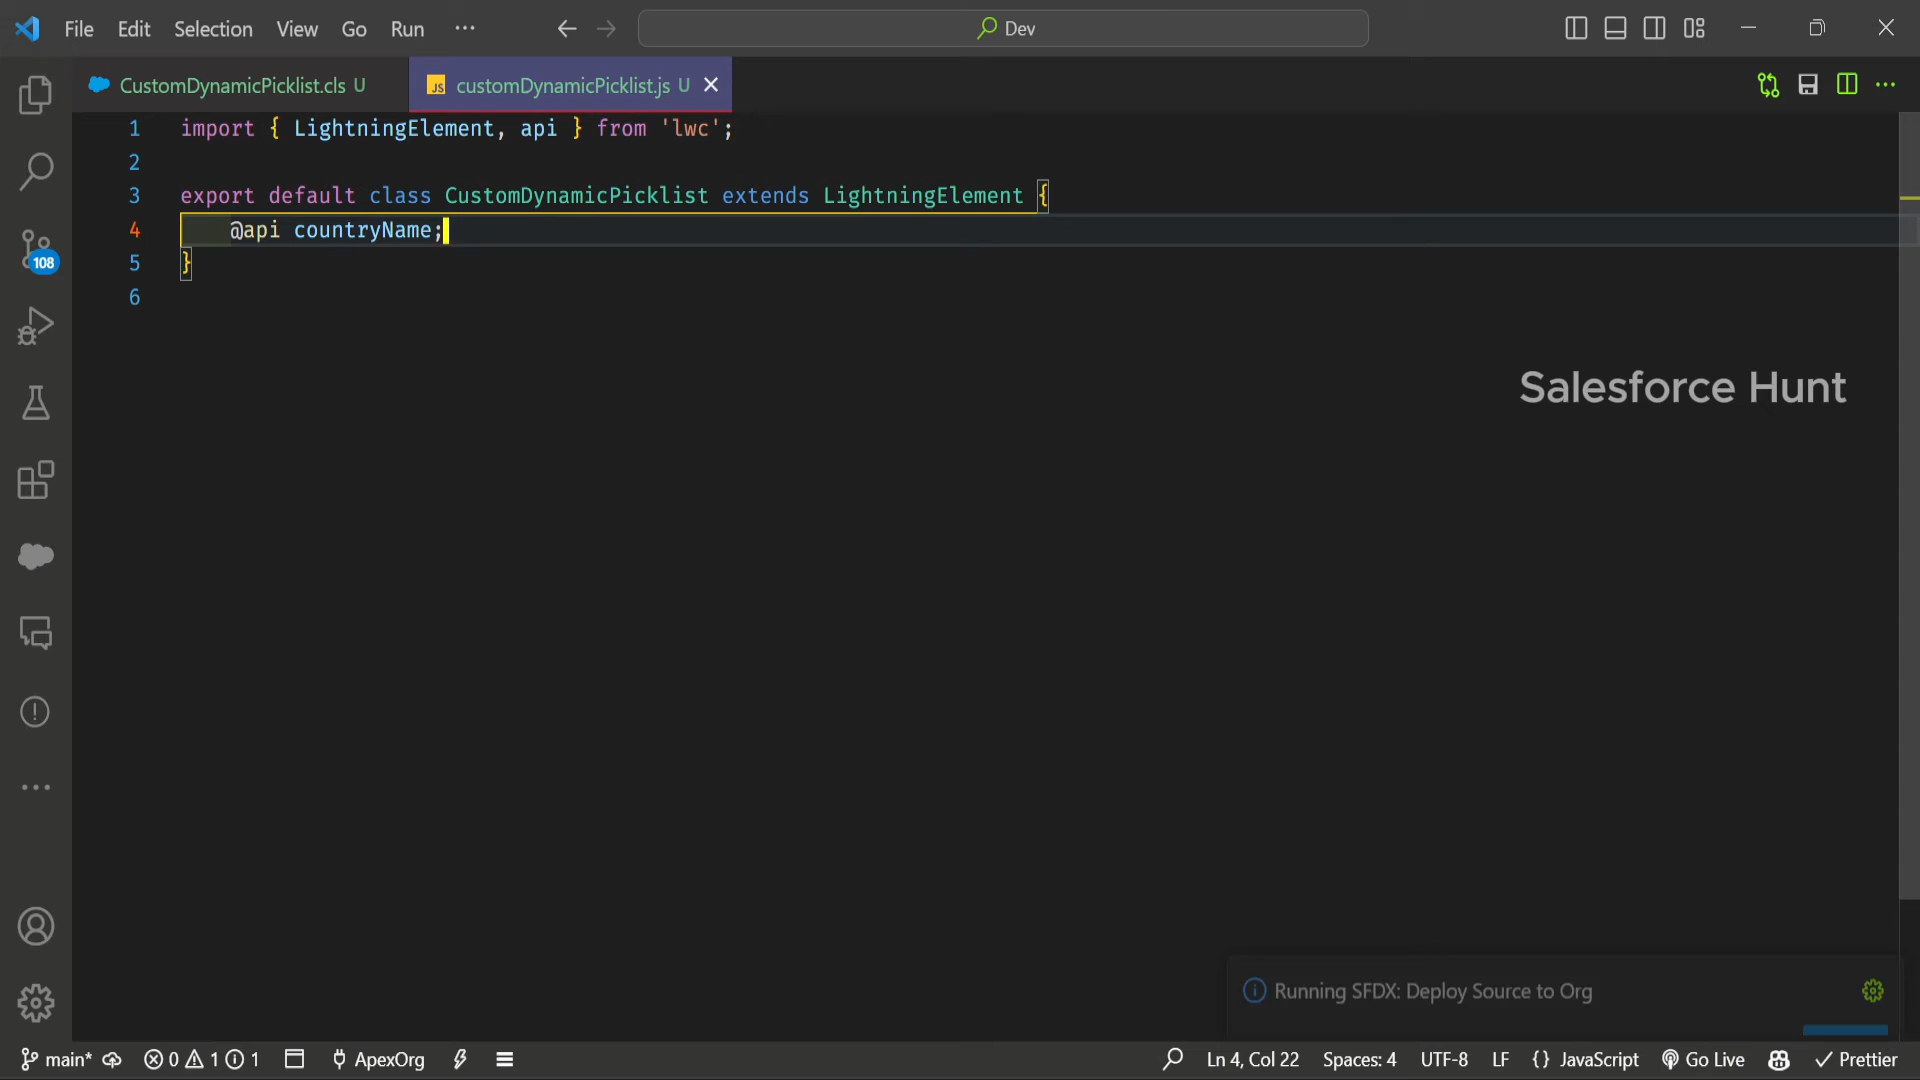 File Edit Selection View Go Run ··· Dev
CustomDynamicPicklist.cls U customDynamicPicklist.js U
1 import { LightningElement, api } from 'lwc';
2
3 export default class CustomDynamicPicklist extends LightningElement {
4 @api countryName;
5 }
6
108
Salesforce Hunt
Running SFDX: Deploy Source to Org
main* 0 1 1 ApexOrg Ln 4, Col 22 Spaces: 4 UTF-8 LF {} JavaScript Go Live Prettier